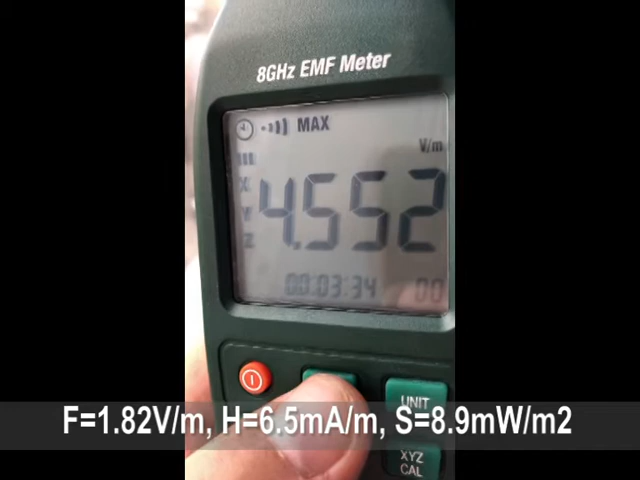 8GHz EMF Meter
MAX
V/m
X
Y
Z
4.552
00:03:34 00
UNIT
XYZ
CAL
F=1.82V/m, H=6.5mA/m, S=8.9mW/m2